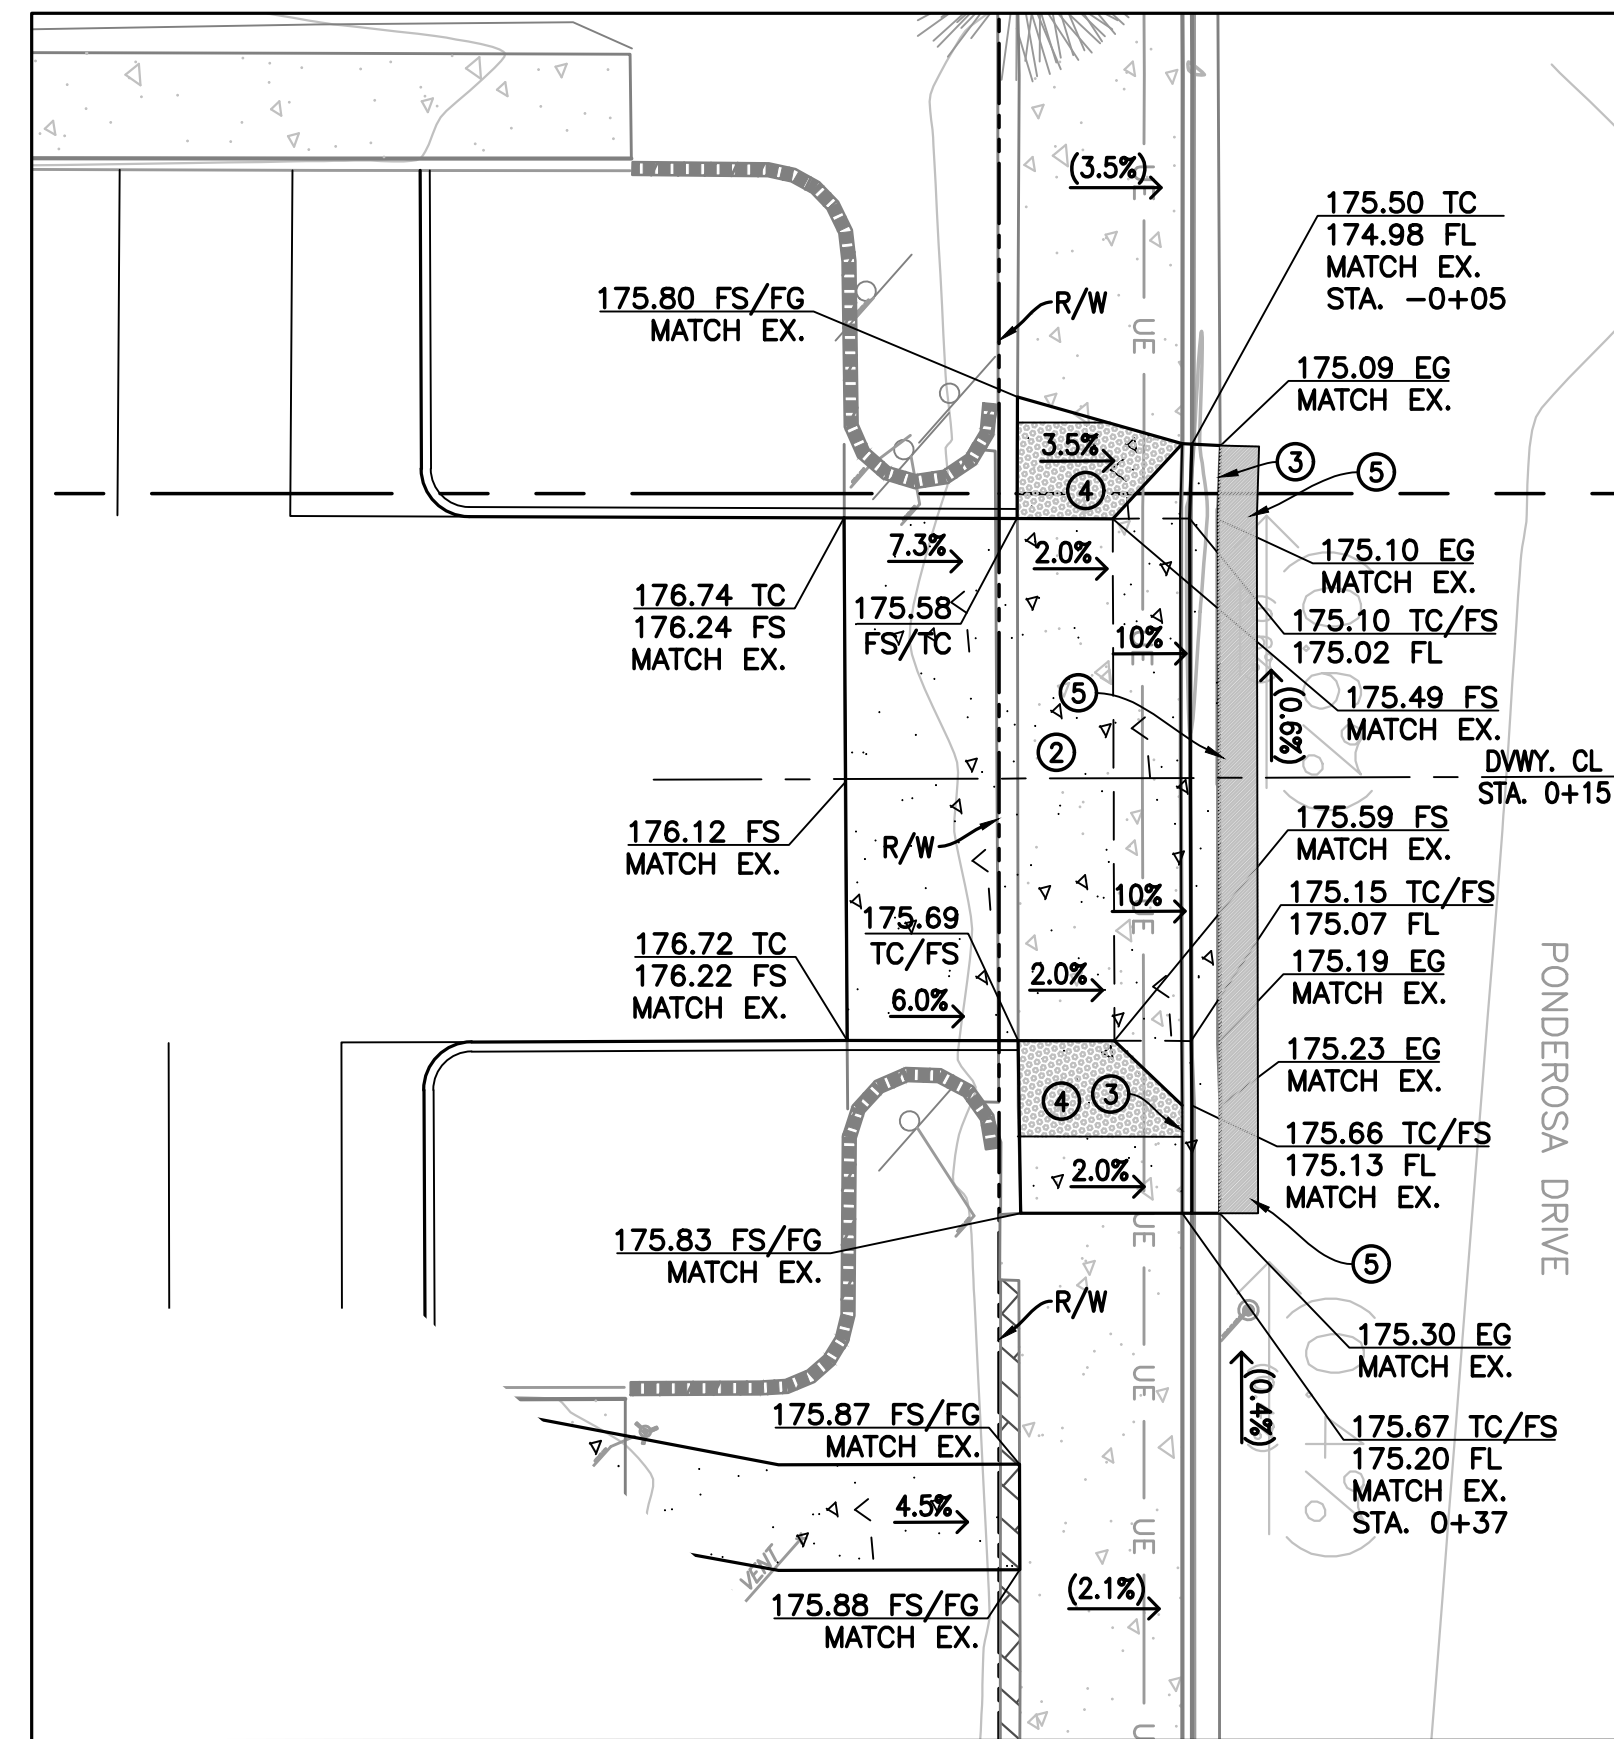 (3.5%)
175.50 TC
174.98 FL
MATCH EX.
STA. -0+05
175.80 FS/FG
MATCH EX.
R/W
UE
175.09 EG
MATCH EX.
3.5%
4
3
5
7.3%
2.0%
175.10 EG
MATCH EX.
176.74 TC
176.24 FS
MATCH EX.
175.58
FS/TC
175.10 TC/FS
175.02 FL
10%
175.49 FS
MATCH EX.
5
(0.6%)
2
DVWY. CL
STA. 0+15
176.12 FS
MATCH EX.
R/W
175.59 FS
MATCH EX.
10%
UE
175.15 TC/FS
175.07 FL
175.69
TC/FS
176.72 TC
176.22 FS
MATCH EX.
175.19 EG
MATCH EX.
2.0%
6.0%
PONDEROSA DRIVE
175.23 EG
MATCH EX.
4
3
175.66 TC/FS
175.13 FL
MATCH EX.
2.0%
175.83 FS/FG
MATCH EX.
UE
5
R/W
175.30 EG
MATCH EX.
UE
(0.4%)
175.87 FS/FG
MATCH EX.
175.67 TC/FS
175.20 FL
MATCH EX.
STA. 0+37
4.5%
UE
VENT
175.88 FS/FG
MATCH EX.
(2.1%)